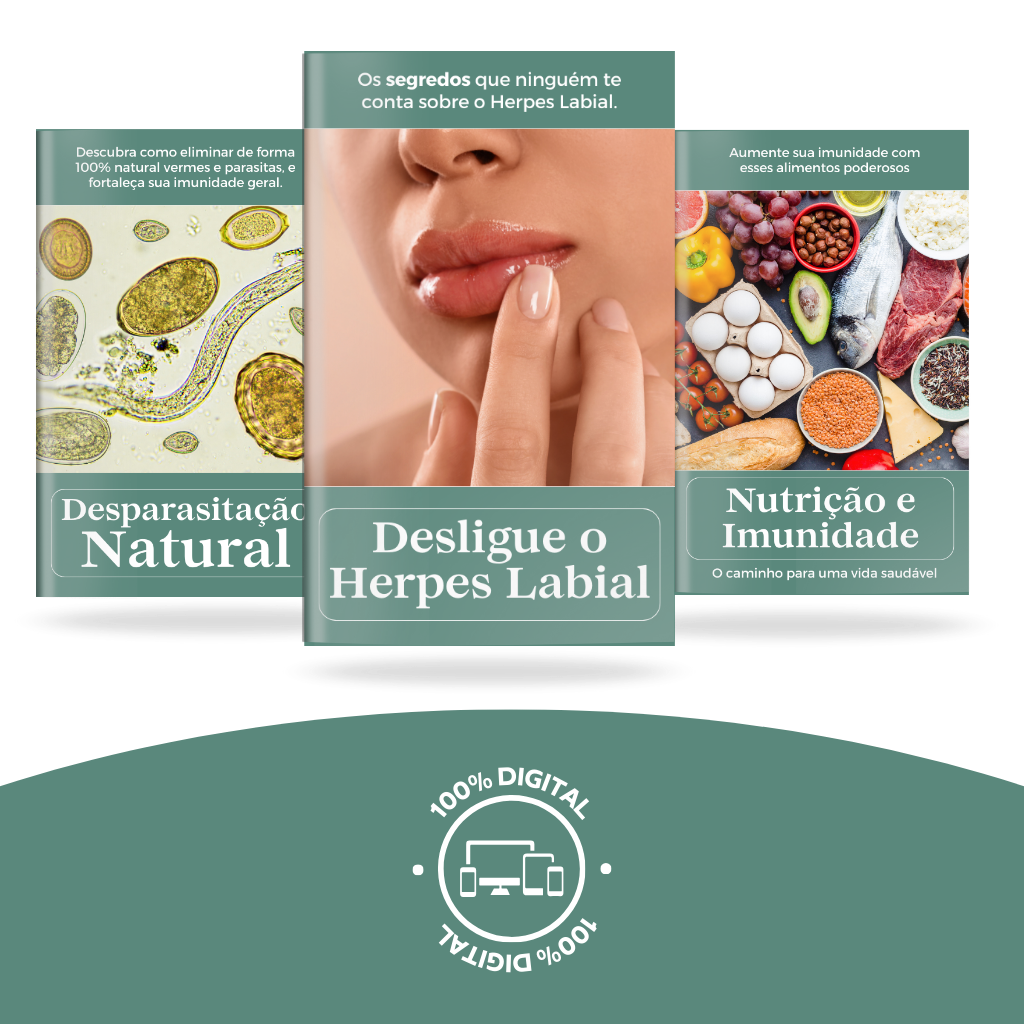 Os segredos que ninguém te
conta sobre o Herpes Labial.
Desligue o
Herpes Labial
Descubra como eliminar de forma
100% natural vermes e parasitas, e
fortaleça sua imunidade geral.
Desparasitação
Natural
Aumente sua imunidade com
esses alimentos poderosos
Nutrição e
Imunidade
O caminho para uma vida saudável
100% DIGITAL
100% DIGITAL